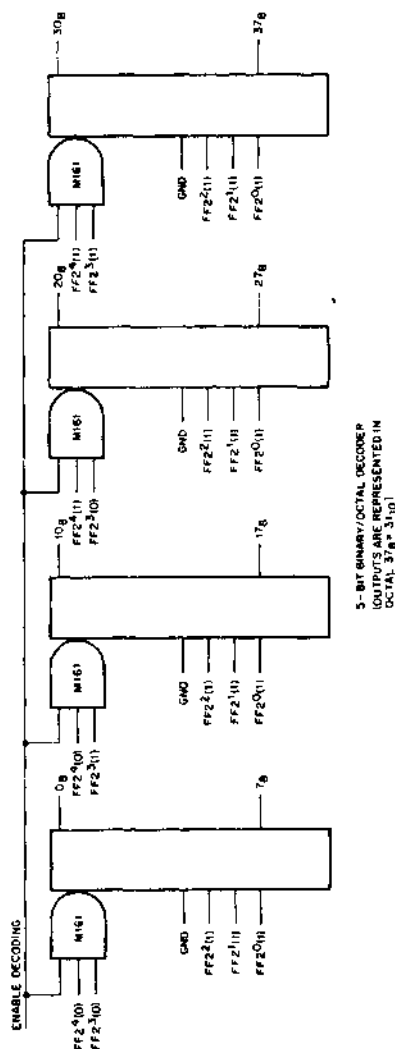 ENABLE DECODING
M161
FF2⁴(0)
FF2³(0)
0₈
GND
FF2²(1)
FF2¹(1)
FF2⁰(1)
7₈
M161
FF2⁴(0)
FF2³(1)
10₈
GND
FF2²(1)
FF2¹(1)
FF2⁰(1)
17₈
M161
FF2⁴(1)
FF2³(0)
20₈
GND
FF2²(1)
FF2¹(1)
FF2⁰(1)
27₈
M161
FF2⁴(1)
FF2³(1)
30₈
GND
FF2²(1)
FF2¹(1)
FF2⁰(1)
37₈
5-BIT BINARY/OCTAL DECODER
(OUTPUTS ARE REPRESENTED IN
OCTAL 37₈ = 31₁₀)